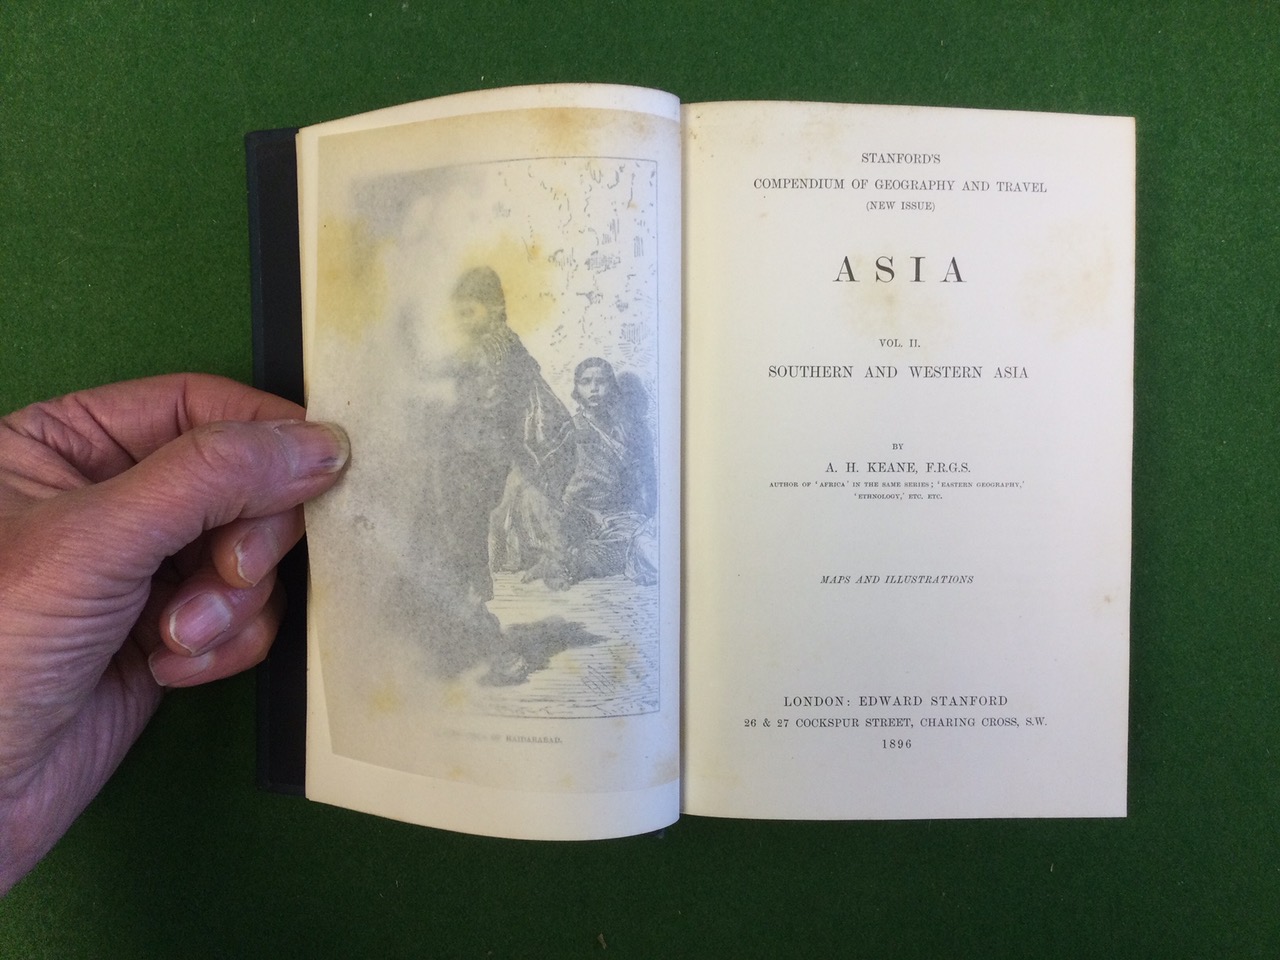 OF HAIDARABAD.
STANFORD'S
COMPENDIUM OF GEOGRAPHY AND TRAVEL
(NEW ISSUE)
ASIA
VOL. II.
SOUTHERN AND WESTERN ASIA
BY
A. H. KEANE, F.R.G.S.
AUTHOR OF 'AFRICA' IN THE SAME SERIES; 'EASTERN GEOGRAPHY,'
'ETHNOLOGY,' ETC. ETC.
MAPS AND ILLUSTRATIONS
LONDON: EDWARD STANFORD
26 & 27 COCKSPUR STREET, CHARING CROSS, S.W.
1896